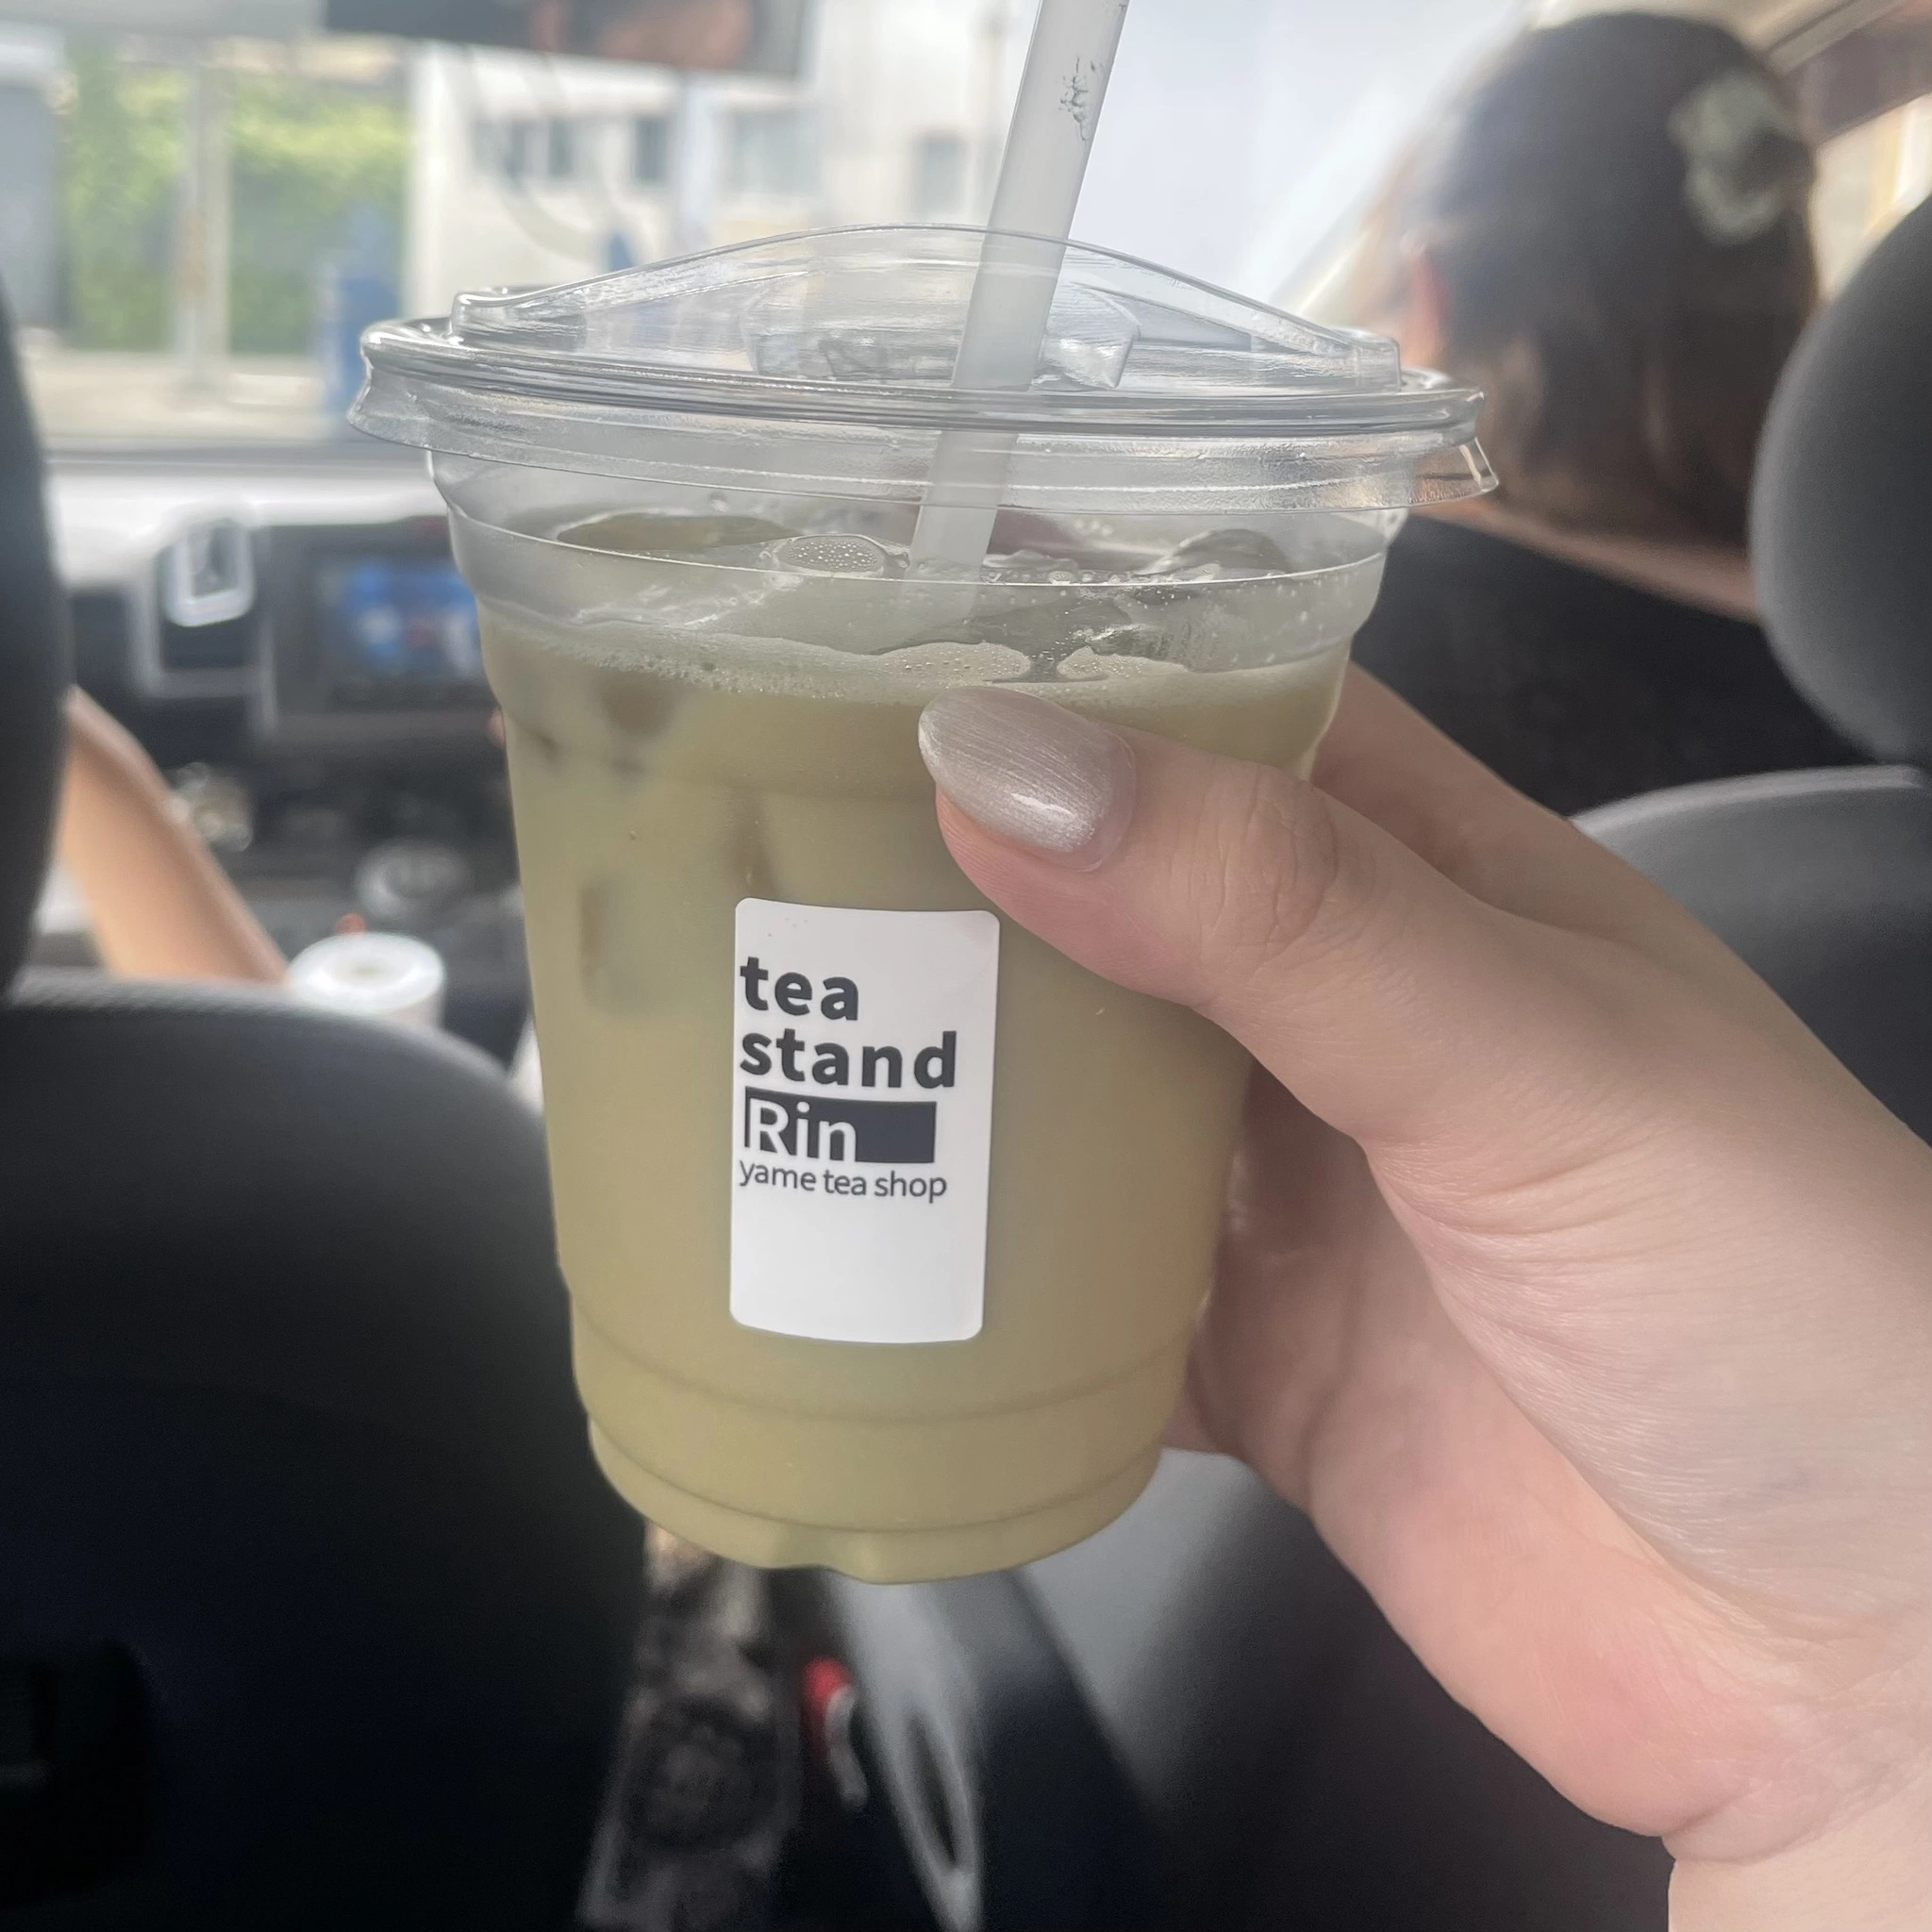 tea
stand
Rin
yame tea shop